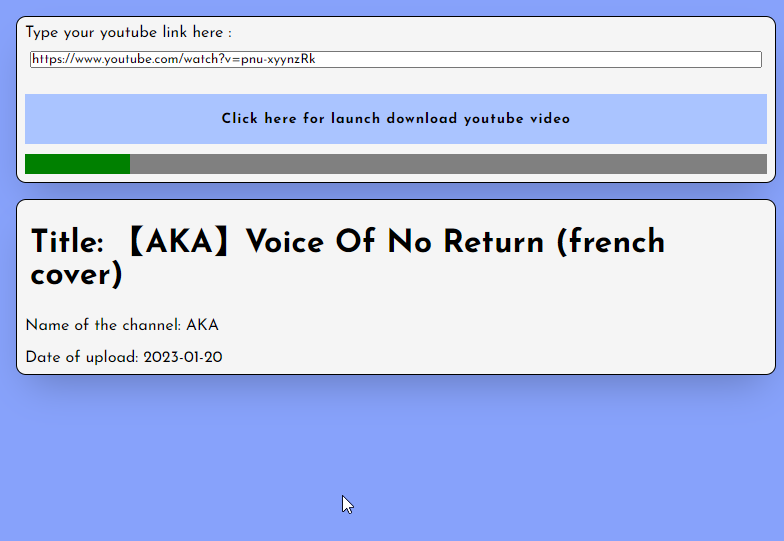 Type your youtube link here :
https://www.youtube.com/watch?v=pnu-xyynzRk
Click here for launch download youtube video
Title: 【AKA】Voice Of No Return (french
cover)
Name of the channel: AKA
Date of upload: 2023-01-20